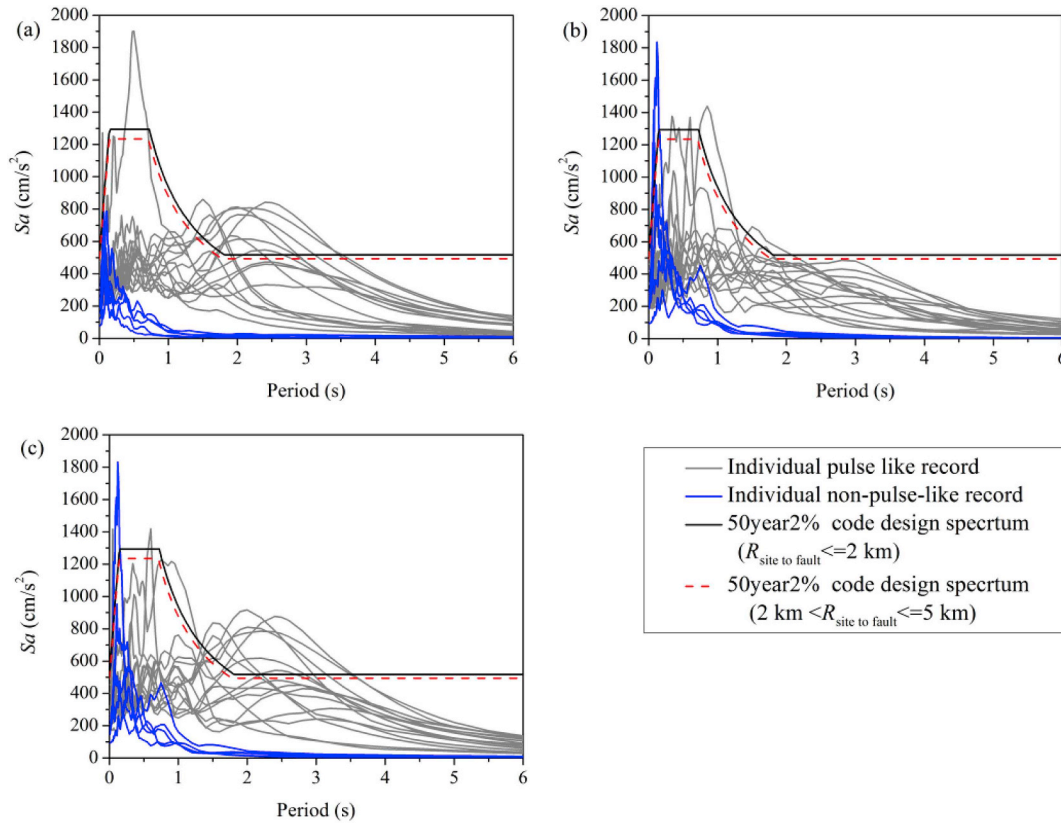 (a)
2000
1800
1600
1400
1200
1000
800
600
400
200
0
Sa (cm/s²)
0 1 2 3 4 5 6
Period (s)
(b)
2000
1800
1600
1400
1200
1000
800
600
400
200
0
Sa (cm/s²)
0 1 2 3 4 5 6
Period (s)
(c)
2000
1800
1600
1400
1200
1000
800
600
400
200
0
Sa (cm/s²)
0 1 2 3 4 5 6
Period (s)
Individual pulse like record
Individual non-pulse-like record
50year2% code design specrtum
(R site to fault<=2 km)
50year2% code design specrtum
(2 km <R site to fault<=5 km)